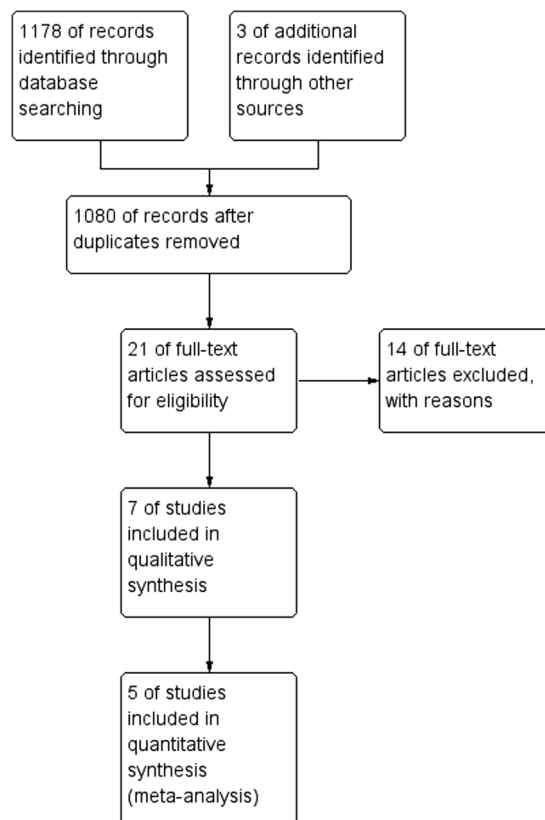 1178 of records
identified through
database
searching
3 of additional
records identified
through other
sources
1080 of records after
duplicates removed
21 of full-text
articles assessed
for eligibility
14 of full-text
articles excluded,
with reasons
7 of studies
included in
qualitative
synthesis
5 of studies
included in
quantitative
synthesis
(meta-analysis)